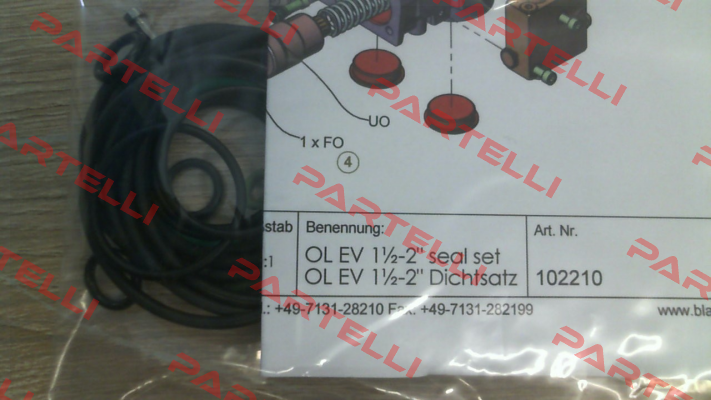 UO
1 x FO
4
stab
Benennung:
Art. Nr.
OL EV 1½-2" seal set
:1
OL EV 1½-2" Dichtsatz
102210
.: +49-7131-28210 Fax: +49-7131-282199
www.bla
PARTELLI
PARTELLI
PARTELLI
PARTELLI
PARTELLI
PARTELLI
PARTELLI
PARTELLI